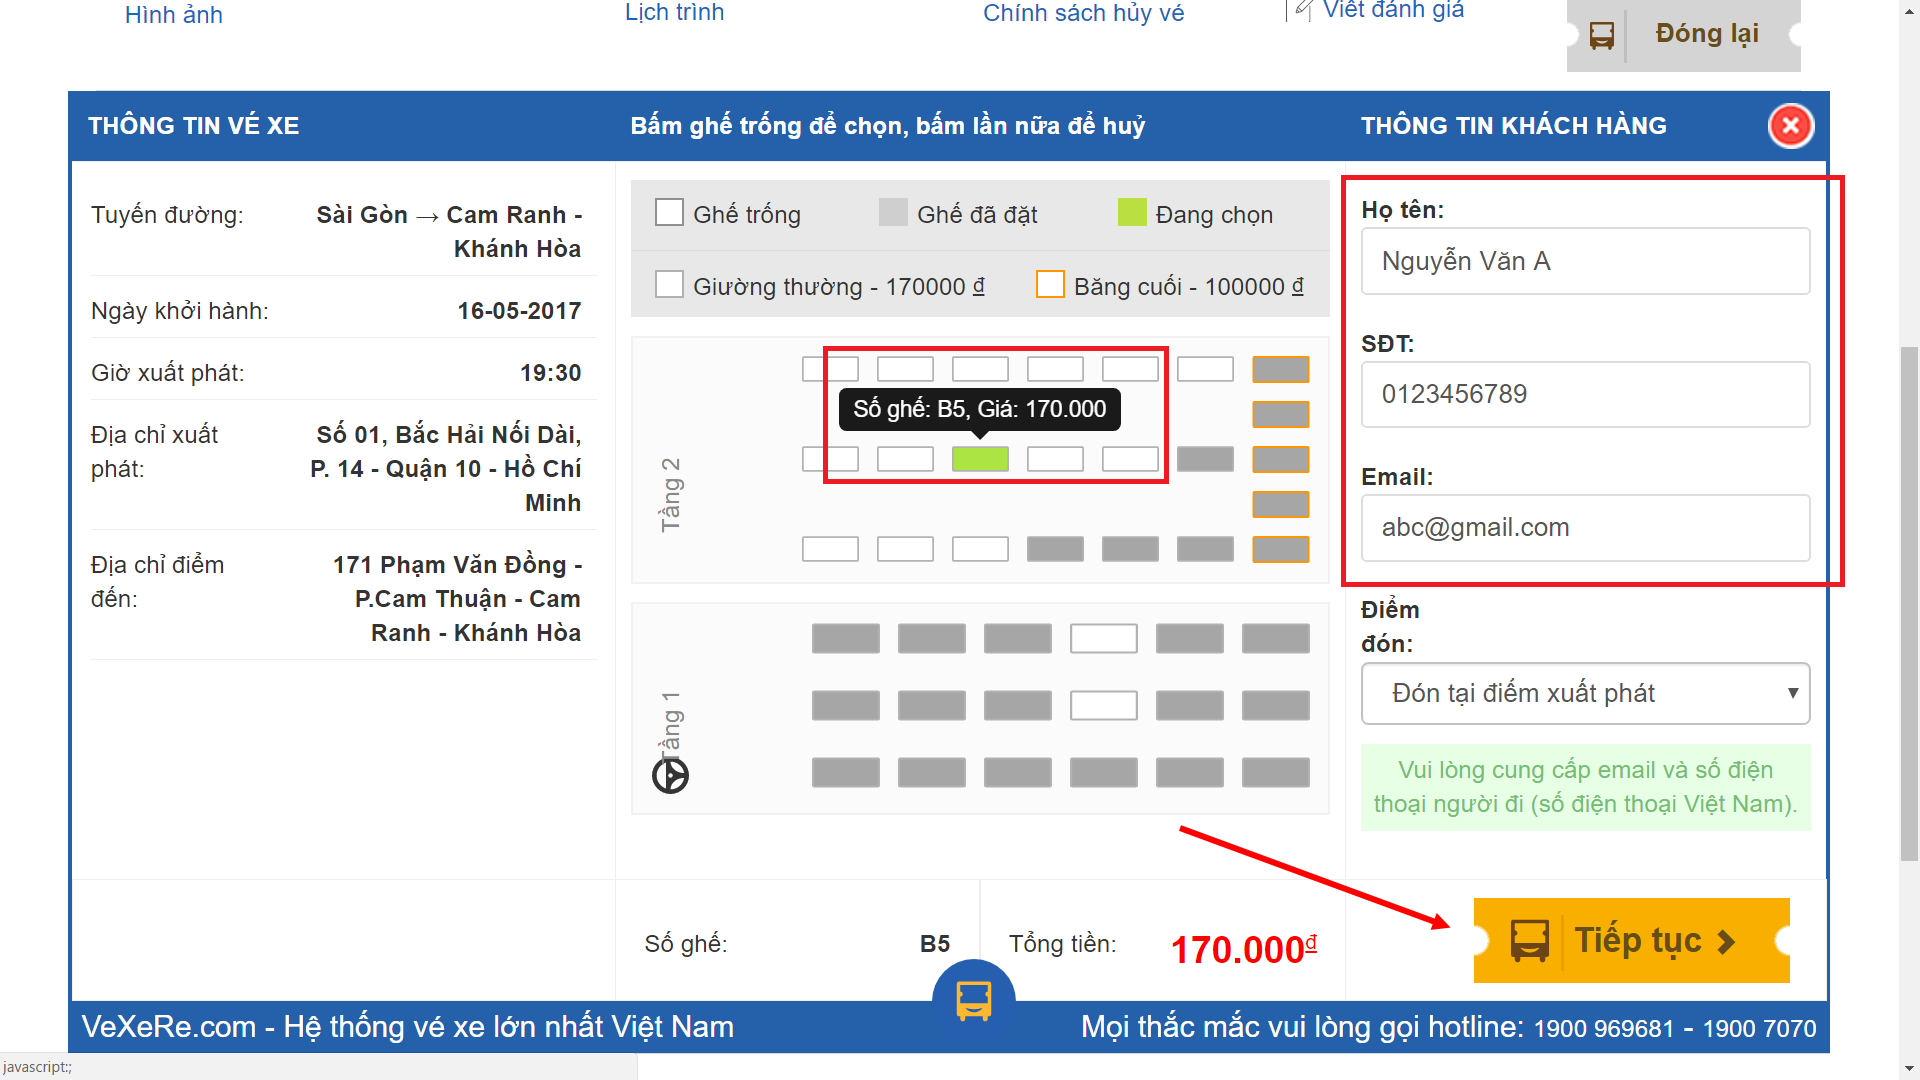 Hình ảnh
Lịch trình
Chính sách hủy vé
Viết đánh giá
Đóng lại
THÔNG TIN VÉ XE
Bấm ghế trống để chọn, bấm lần nữa để huỷ
THÔNG TIN KHÁCH HÀNG
Tuyến đường:
Sài Gòn → Cam Ranh -
Khánh Hòa
Ngày khởi hành:
16-05-2017
Giờ xuất phát:
19:30
Địa chỉ xuất
phát:
Số 01, Bắc Hải Nối Dài,
P. 14 - Quận 10 - Hồ Chí
Minh
Địa chỉ điểm
đến:
171 Phạm Văn Đồng -
P.Cam Thuận - Cam
Ranh - Khánh Hòa
Ghế trống
Ghế đã đặt
Đang chọn
Giường thường - 170000 đ
Băng cuối - 100000 đ
Số ghế: B5, Giá: 170.000
Tầng 2
Tầng 1
Họ tên:
Nguyễn Văn A
SĐT:
0123456789
Email:
abc@gmail.com
Điểm
đón:
Đón tại điểm xuất phát
Vui lòng cung cấp email và số điện
thoại người đi (số điện thoại Việt Nam).
Số ghế:
B5
Tổng tiền:
170.000đ
Tiếp tục
VeXeRe.com - Hệ thống vé xe lớn nhất Việt Nam
Mọi thắc mắc vui lòng gọi hotline: 1900 969681 - 1900 7070
javascript:;